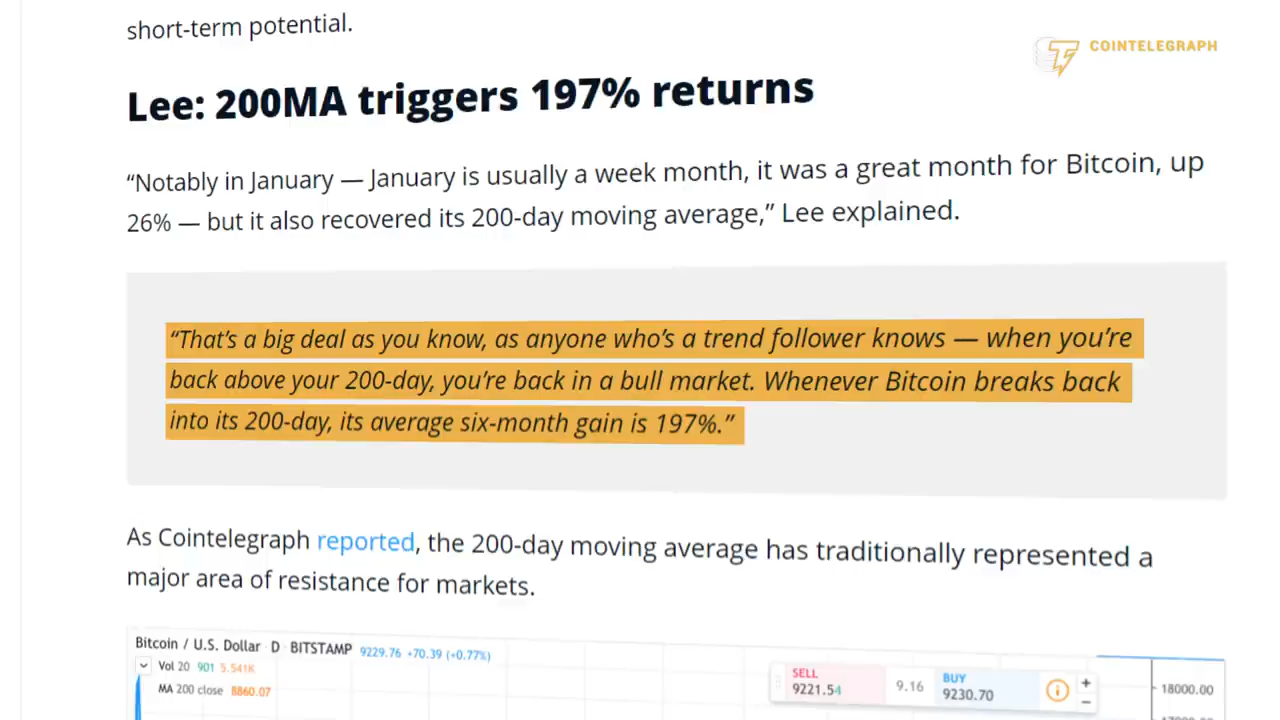 short-term potential.
COINTELEGRAPH
Lee: 200MA triggers 197% returns
“Notably in January — January is usually a week month, it was a great month for Bitcoin, up
26% — but it also recovered its 200-day moving average,” Lee explained.
“That’s a big deal as you know, as anyone who’s a trend follower knows — when you’re
back above your 200-day, you’re back in a bull market. Whenever Bitcoin breaks back
into its 200-day, its average six-month gain is 197%.”
As Cointelegraph reported, the 200-day moving average has traditionally represented a
major area of resistance for markets.
Bitcoin / U.S. Dollar · D · BITSTAMP 9229.76 +70.39 (+0.77%)
Vol 20 901 5.541K
MA 200 close 8860.07
SELL
9221.54
9.16
BUY
9230.70
18000.00